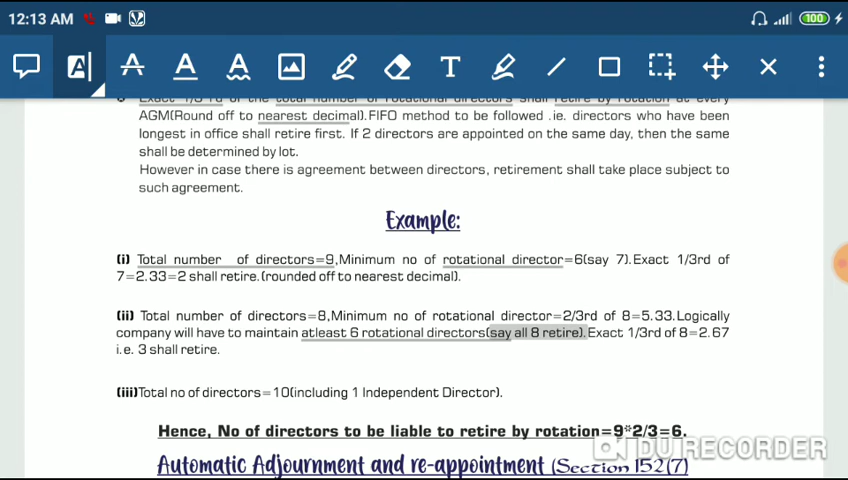 12:13 AM
100
A
A
A
A
T
Exact 1/3 rd of the total number of rotational directors shall retire by rotation at every
AGM(Round off to nearest decimal).FIFO method to be followed .ie. directors who have been
longest in office shall retire first. If 2 directors are appointed on the same day, then the same
shall be determined by lot.
However in case there is agreement between directors, retirement shall take place subject to
such agreement.
Example:
(i) Total number of directors=9,Minimum no of rotational director=6(say 7).Exact 1/3rd of
7=2.33=2 shall retire.(rounded off to nearest decimal).
(ii) Total number of directors=8,Minimum no of rotational director=2/3rd of 8=5.33.Logically
company will have to maintain atleast 6 rotational directors(say all 8 retire).Exact 1/3rd of 8=2.67
i.e. 3 shall retire.
(iii)Total no of directors=10(including 1 Independent Director).
Hence, No of directors to be liable to retire by rotation=9*2/3=6.
DU RECORDER
Automatic Adjournment and re-appointment (Section 152(7)